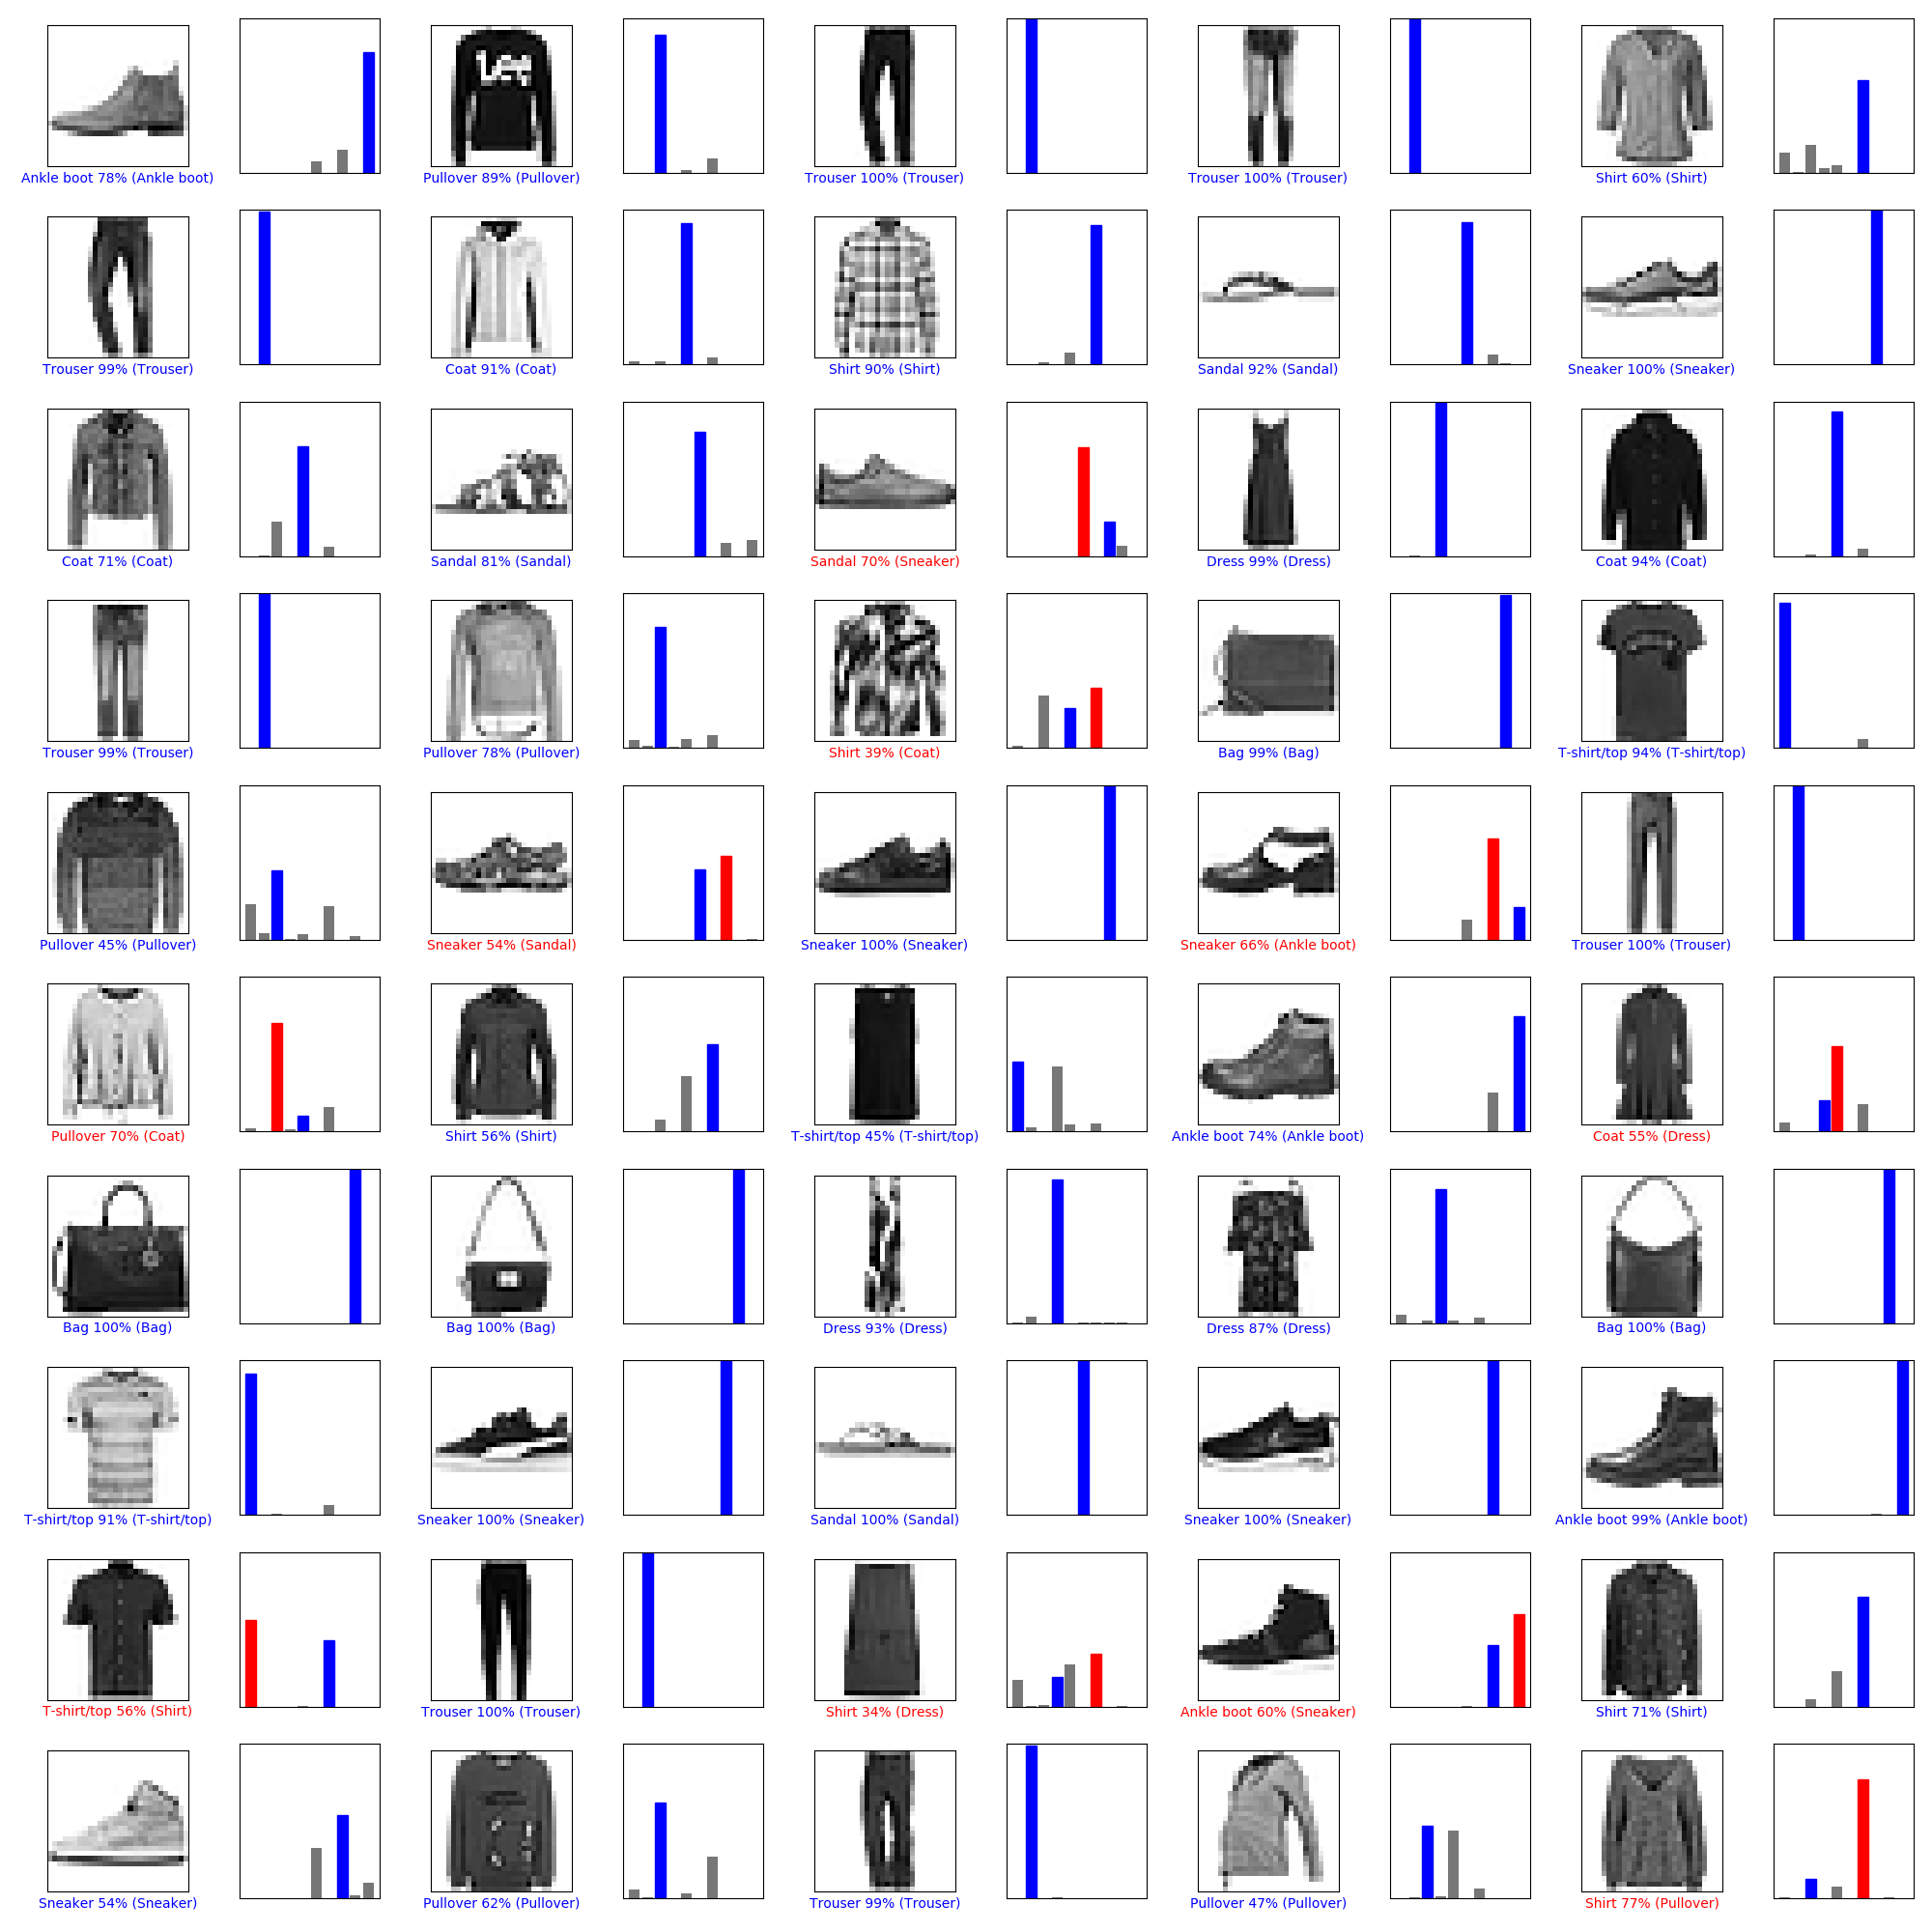 Lee
Ankle boot 78% (Ankle boot)
Pullover 89% (Pullover)
Trouser 100% (Trouser)
Trouser 100% (Trouser)
Shirt 60% (Shirt)
Trouser 99% (Trouser)
Coat 91% (Coat)
Shirt 90% (Shirt)
Sandal 92% (Sandal)
Sneaker 100% (Sneaker)
Coat 71% (Coat)
Sandal 81% (Sandal)
Sandal 70% (Sneaker)
Dress 99% (Dress)
Coat 94% (Coat)
Trouser 99% (Trouser)
Pullover 78% (Pullover)
Shirt 39% (Coat)
Bag 99% (Bag)
T-shirt/top 94% (T-shirt/top)
Pullover 45% (Pullover)
Sneaker 54% (Sandal)
Sneaker 100% (Sneaker)
Sneaker 66% (Ankle boot)
Trouser 100% (Trouser)
Pullover 70% (Coat)
Shirt 56% (Shirt)
T-shirt/top 45% (T-shirt/top)
Ankle boot 74% (Ankle boot)
Coat 55% (Dress)
Bag 100% (Bag)
Bag 100% (Bag)
Dress 93% (Dress)
Dress 87% (Dress)
Bag 100% (Bag)
T-shirt/top 91% (T-shirt/top)
Sneaker 100% (Sneaker)
Sandal 100% (Sandal)
Sneaker 100% (Sneaker)
Ankle boot 99% (Ankle boot)
T-shirt/top 56% (Shirt)
Trouser 100% (Trouser)
Shirt 34% (Dress)
Ankle boot 60% (Sneaker)
Shirt 71% (Shirt)
Sneaker 54% (Sneaker)
Pullover 62% (Pullover)
Trouser 99% (Trouser)
Pullover 47% (Pullover)
Shirt 77% (Pullover)